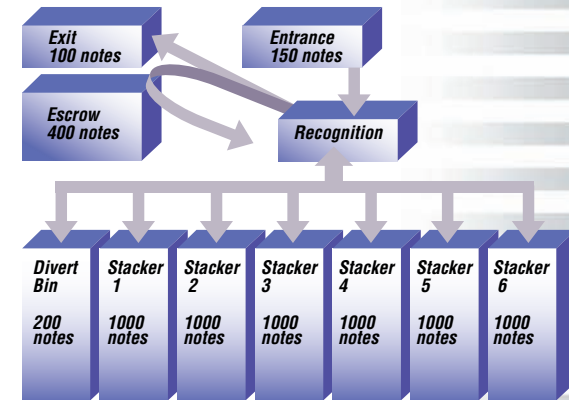 Exit
100 notes
Entrance
150 notes
Escrow
400 notes
Recognition
Divert
Bin
200
notes
Stacker
1
1000
notes
Stacker
2
1000
notes
Stacker
3
1000
notes
Stacker
4
1000
notes
Stacker
5
1000
notes
Stacker
6
1000
notes